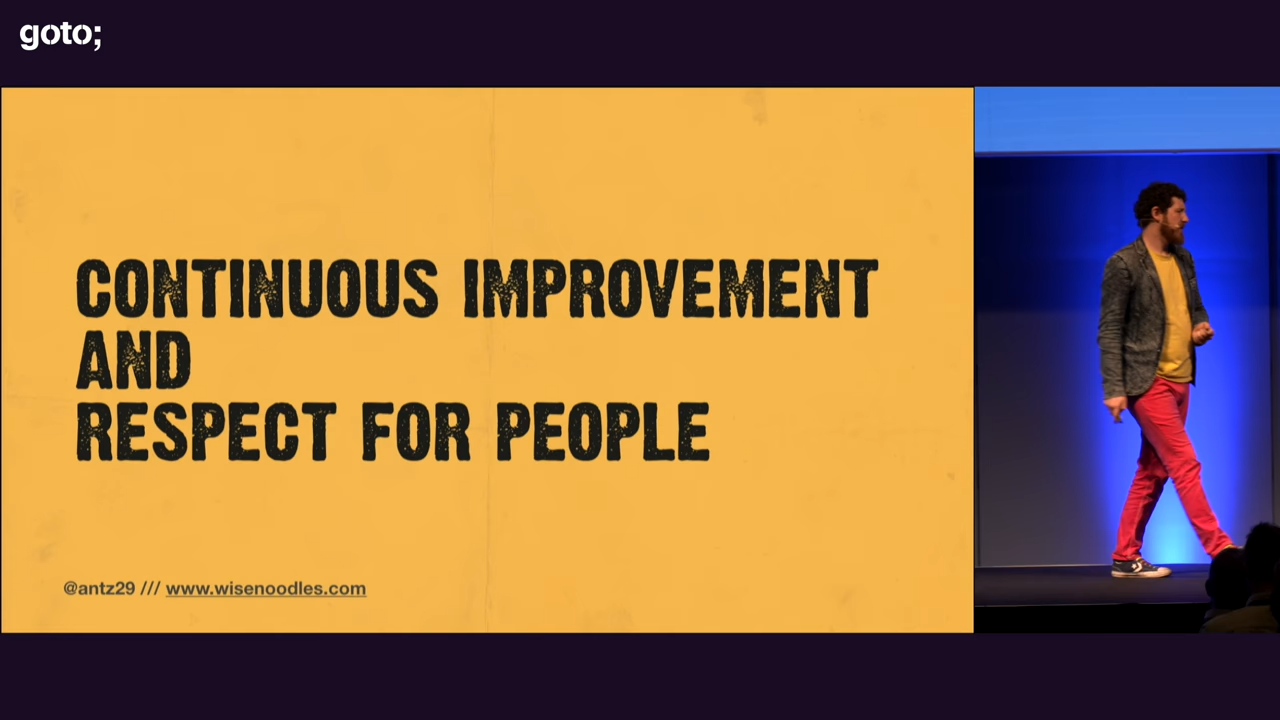 goto;
CONTINUOUS IMPROVEMENT
AND
RESPECT FOR PEOPLE
@antz29 /// www.wisenoodles.com